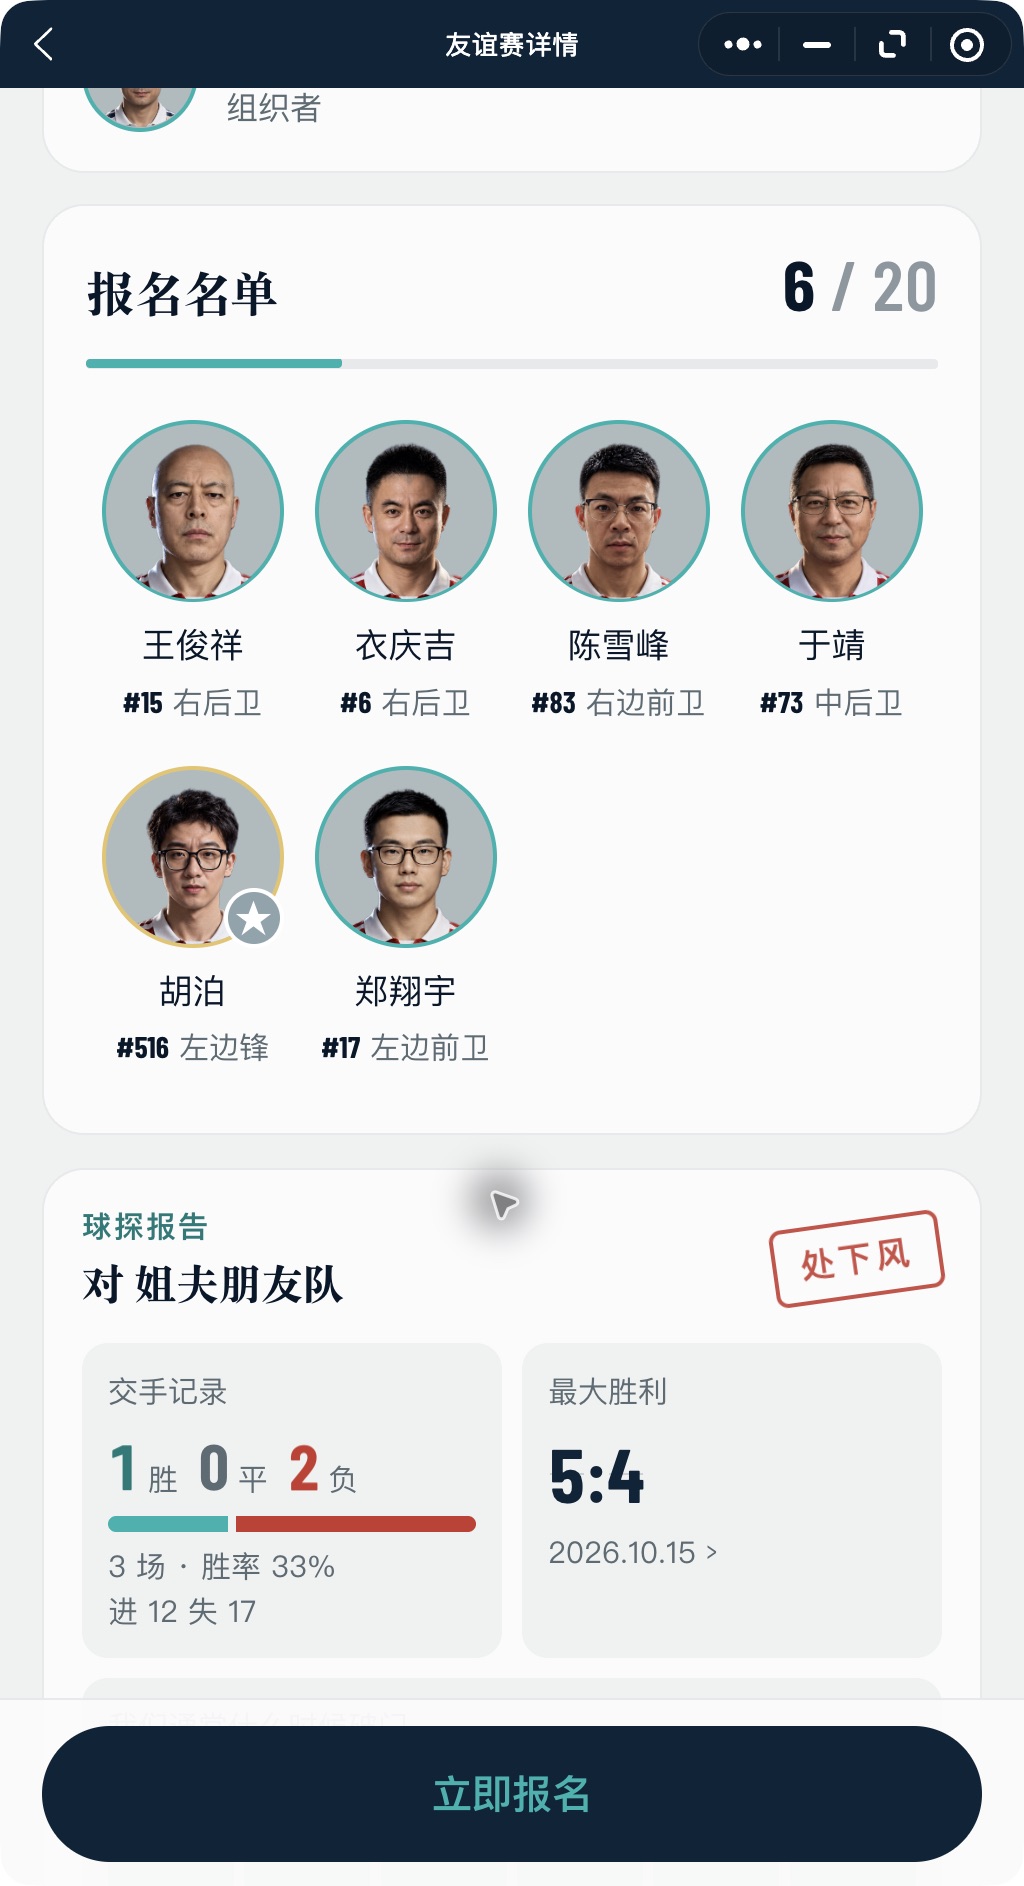 友谊赛详情
组织者
报名名单
6 / 20
王俊祥 衣庆吉 陈雪峰 于靖
#15 右后卫 #6 右后卫 #83 右边前卫 #73 中后卫
胡泊 郑翔宇
#516 左边锋 #17 左边前卫
球探报告
对 姐夫朋友队
处下风
交手记录
1 胜 0 平 2 负
3 场 · 胜率 33%
进 12 失 17
最大胜利
5:4
2026.10.15 >
立即报名